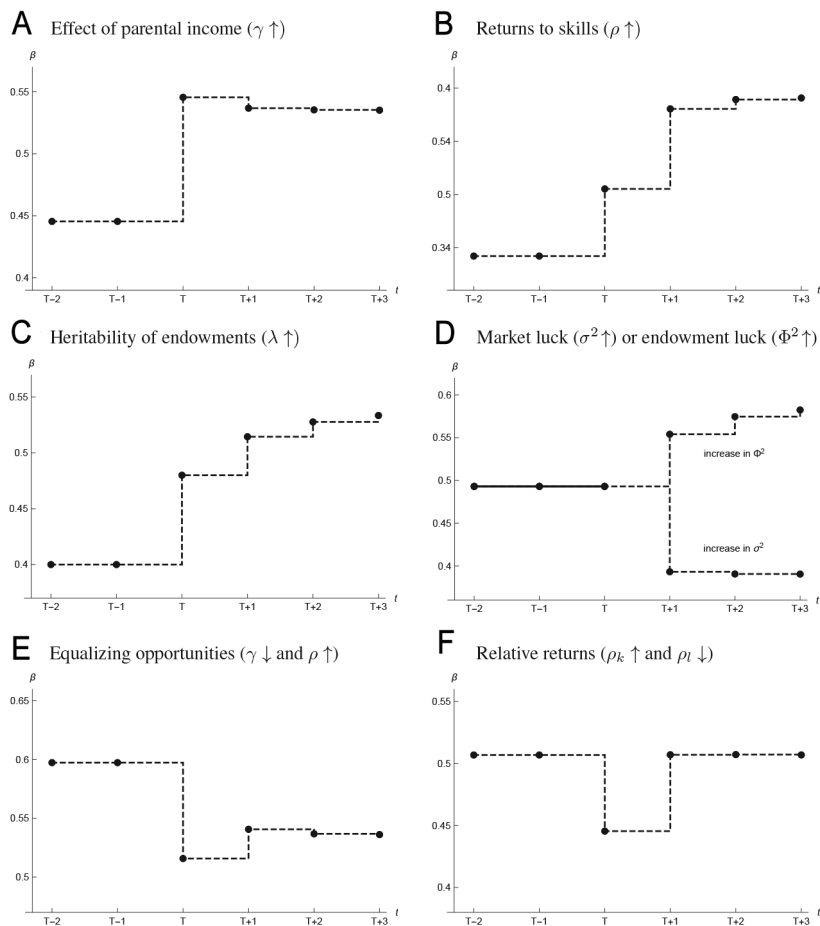 A Effect of parental income (γ ↑)
β
0.55
0.5
0.45
0.4
T−2 T−1 T T+1 T+2 T+3 t
B Returns to skills (ρ ↑)
β
0.4
0.54
0.5
0.34
T−2 T−1 T T+1 T+2 T+3 t
C Heritability of endowments (λ ↑)
β
0.55
0.5
0.45
0.4
T−2 T−1 T T+1 T+2 T+3 t
D Market luck (σ² ↑) or endowment luck (Φ² ↑)
β
0.6
0.55
increase in Φ²
0.5
0.45
increase in σ²
0.4
T−2 T−1 T T+1 T+2 T+3 t
E Equalizing opportunities (γ ↓ and ρ ↑)
β
0.65
0.6
0.55
0.5
T−2 T−1 T T+1 T+2 T+3 t
F Relative returns (ρₖ ↑ and ρₗ ↓)
β
0.55
0.5
0.45
0.4
T−2 T−1 T T+1 T+2 T+3 t